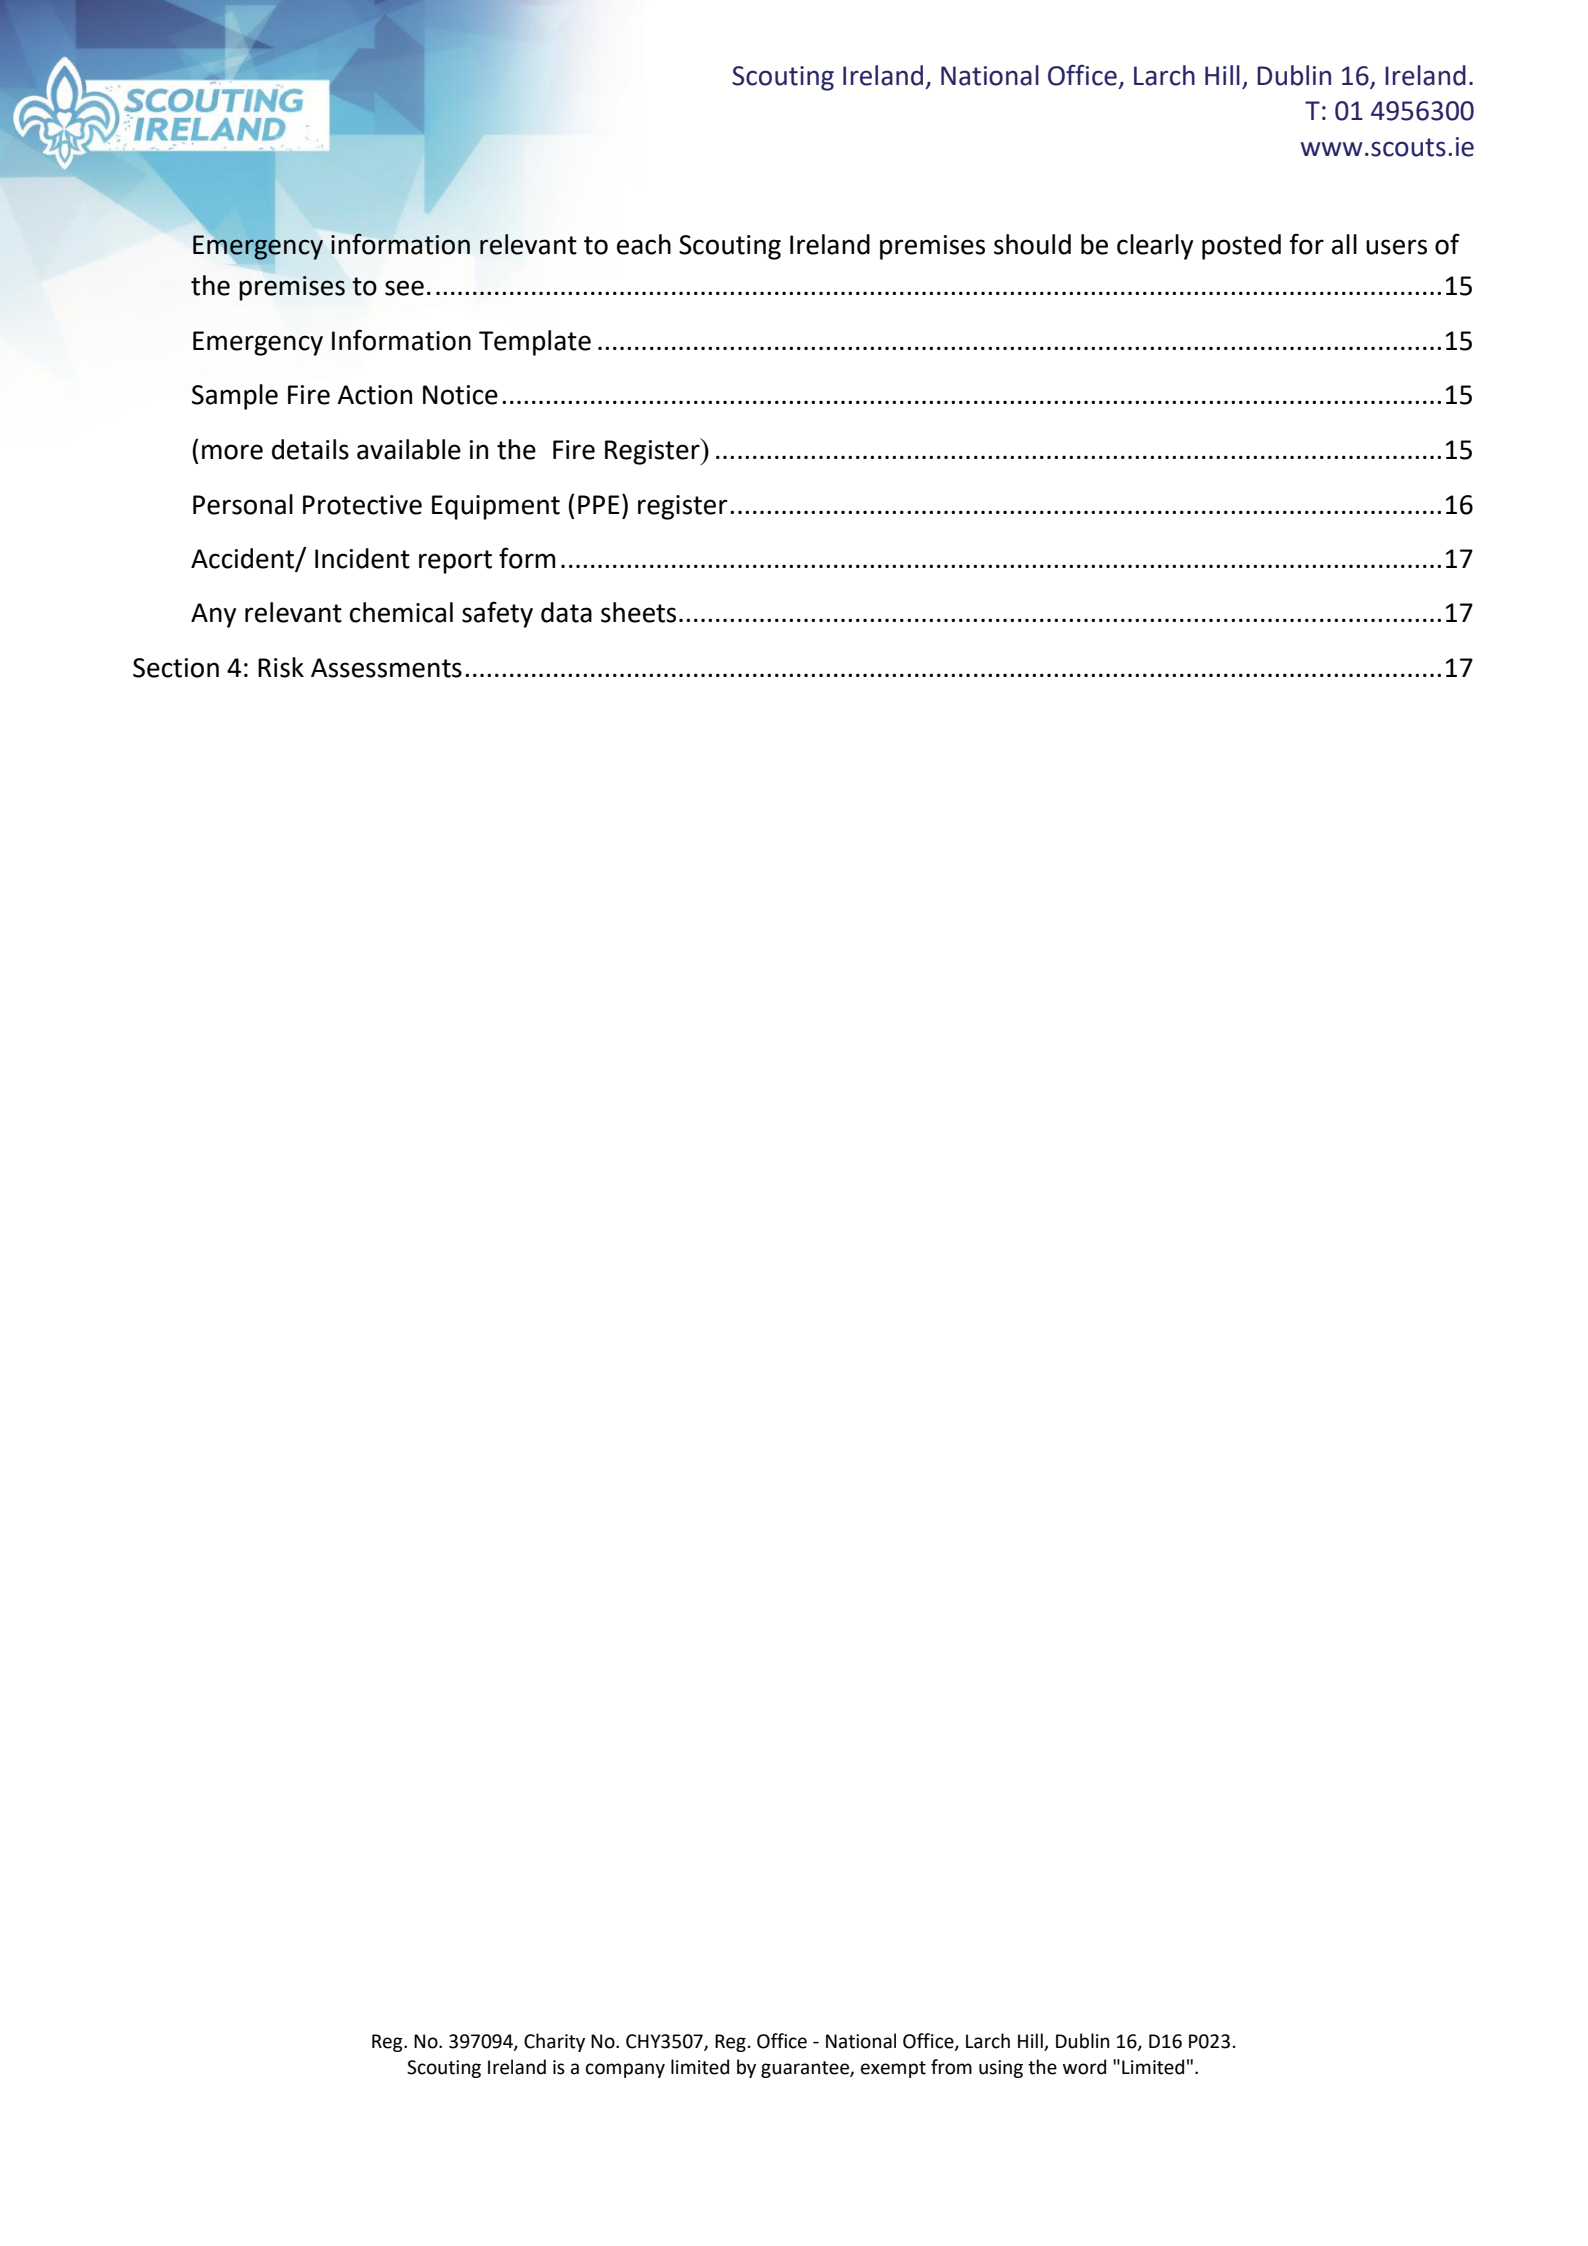 SCOUTING
IRELAND
Scouting Ireland, National Office, Larch Hill, Dublin 16, Ireland.
T: 01 4956300
www.scouts.ie
Emergency information relevant to each Scouting Ireland premises should be clearly posted for all users of
the premises to see. ........................................................................................................................................ 15
Emergency Information Template .................................................................................................................. 15
Sample Fire Action Notice ............................................................................................................................... 15
(more details available in the  Fire Register) .................................................................................................. 15
Personal Protective Equipment (PPE) register ................................................................................................ 16
Accident/ Incident report form ....................................................................................................................... 17
Any relevant chemical safety data sheets ....................................................................................................... 17
Section 4: Risk Assessments .................................................................................................................................... 17
Reg. No. 397094, Charity No. CHY3507, Reg. Office - National Office, Larch Hill, Dublin 16, D16 P023.
Scouting Ireland is a company limited by guarantee, exempt from using the word "Limited".